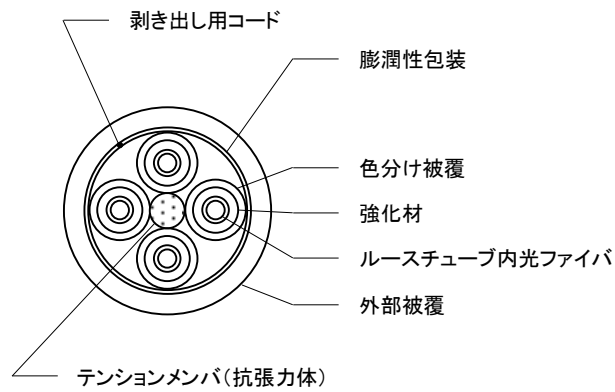 剥き出し用コード
膨潤性包装
色分け被覆
強化材
ルースチューブ内光ファイバ
外部被覆
テンションメンバ(抗張力体)